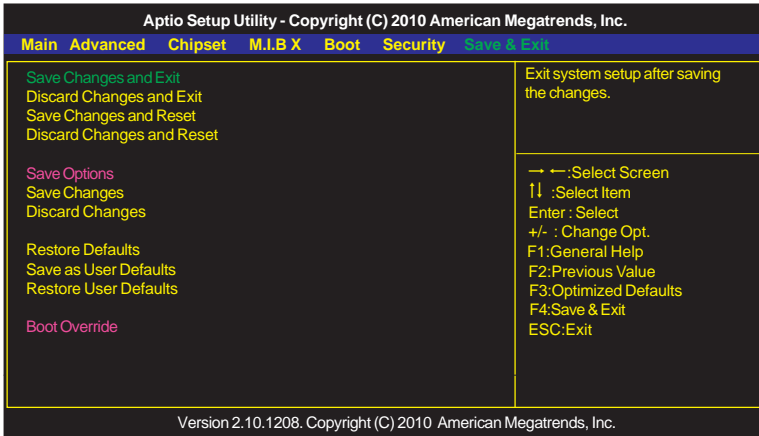 Aptio Setup Utility - Copyright (C) 2010 American Megatrends, Inc.
Main Advanced Chipset M.I.B X Boot Security Save & Exit
Save Changes and Exit
Discard Changes and Exit
Save Changes and Reset
Discard Changes and Reset
Save Options
Save Changes
Discard Changes
Restore Defaults
Save as User Defaults
Restore User Defaults
Boot Override
Exit system setup after saving
the changes.
→ ←:Select Screen
↑↓ :Select Item
Enter : Select
+/- : Change Opt.
F1:General Help
F2:Previous Value
F3:Optimized Defaults
F4:Save & Exit
ESC:Exit
Version 2.10.1208. Copyright (C) 2010 American Megatrends, Inc.